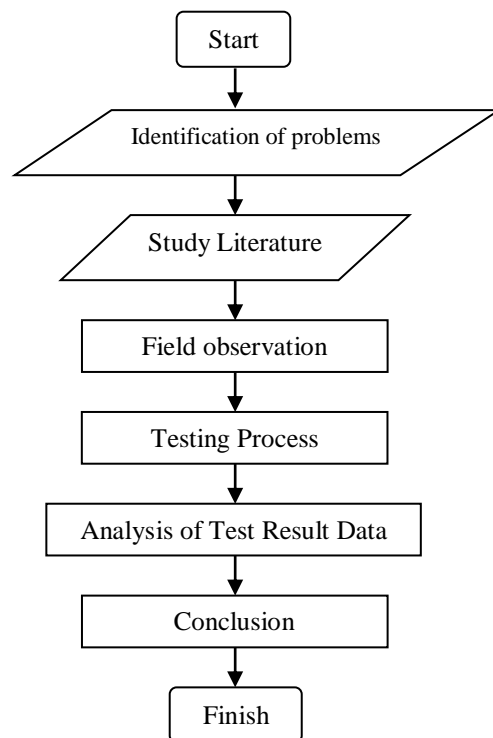 Start
Identification of problems
Study Literature
Field observation
Testing Process
Analysis of Test Result Data
Conclusion
Finish